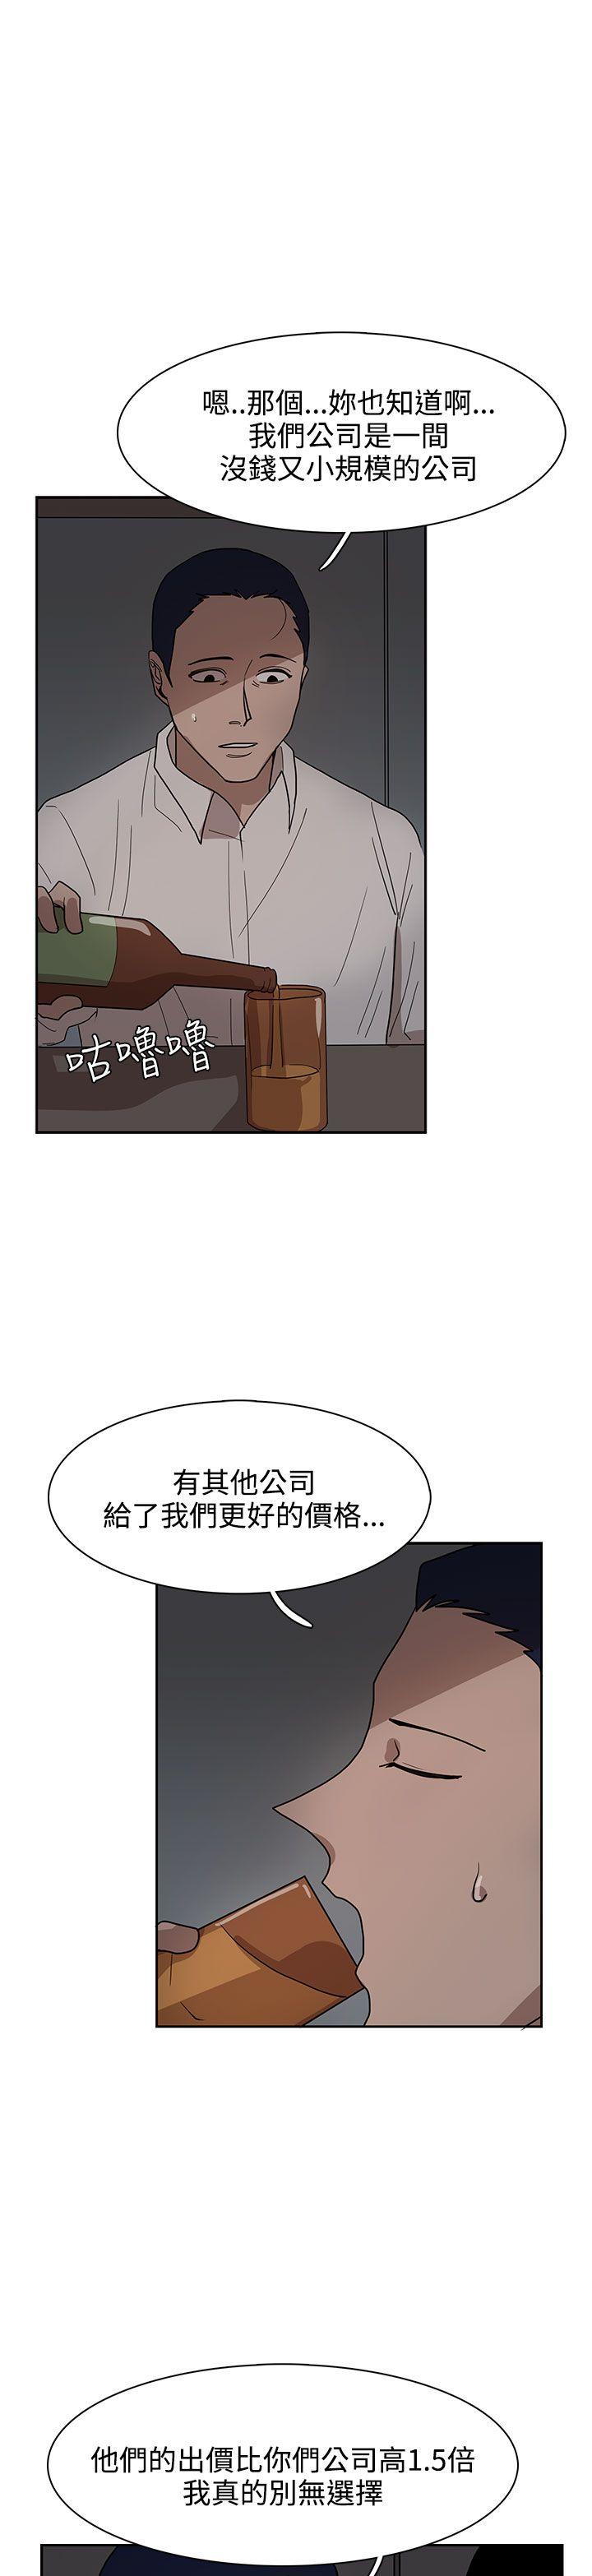 嗯..那個...妳也知道啊...
我們公司是一間
沒錢又小規模的公司
咕嚕嚕
有其他公司
給了我們更好的價格...
他們的出價比你們公司高1.5倍
我真的別無選擇